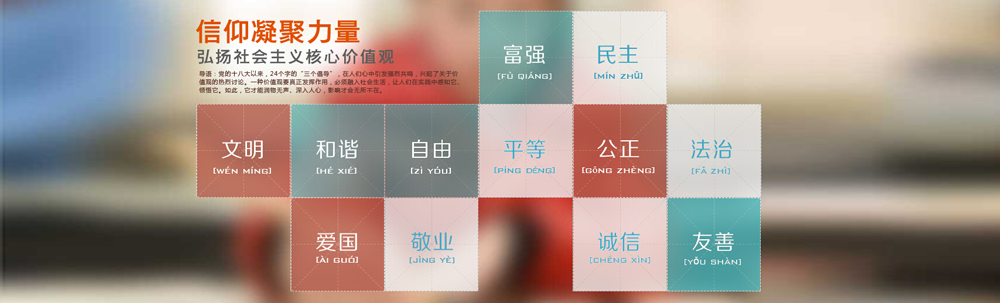 信仰凝聚力量
弘扬社会主义核心价值观
导语：党的十八大以来，24个字的“三个倡导”，在人们心中引发强烈共鸣，兴起了关于价
值观的热烈讨论。一种价值观要真正发挥作用，必须融入社会生活，让人们在实践中感知它、
领悟它。如此，它才能润物无声、深入人心，影响才会无所不在。
富强
[FÙ QIÁNG]
民主
[MÍN ZHǓ]
文明
[WÉN MÍNG]
和谐
[HÉ XIÉ]
自由
[ZÌ YÓU]
平等
[PÍNG DĚNG]
公正
[GŌNG ZHÈNG]
法治
[FǍ ZHÌ]
爱国
[ÀI GUÓ]
敬业
[JÌNG YÈ]
诚信
[CHÉNG XÌN]
友善
[YǑU SHÀN]